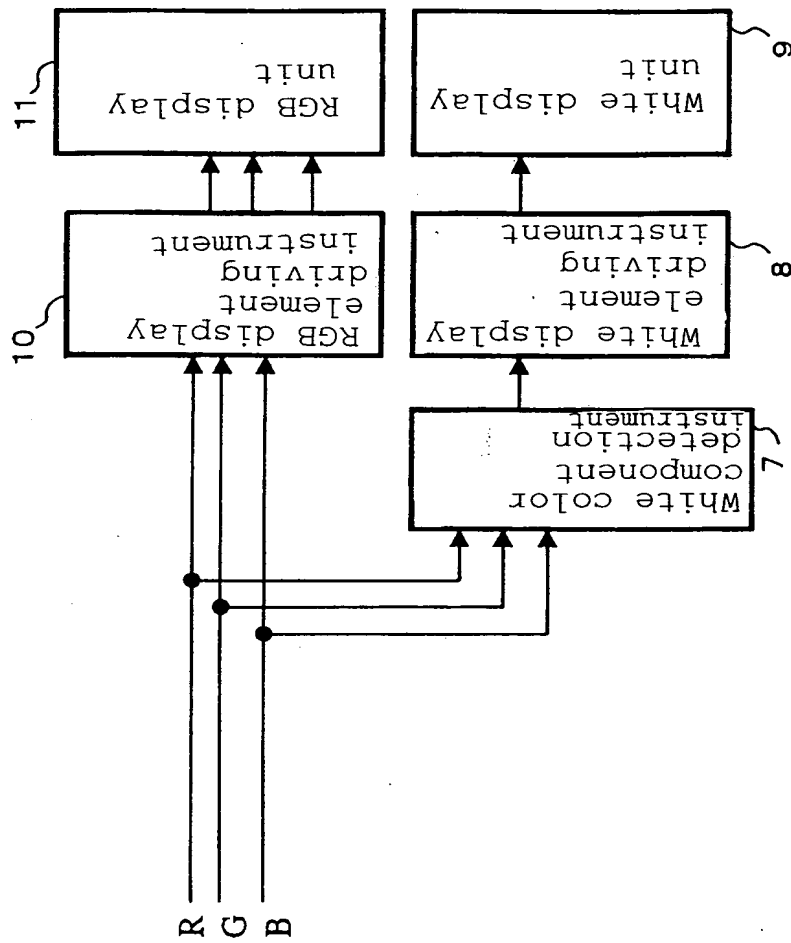 R
G
B
10
RGB display
element
driving
instrument
11
RGB display
unit
White color
component
detection
instrument
7
White display
element
driving
instrument
8
White display
unit
9